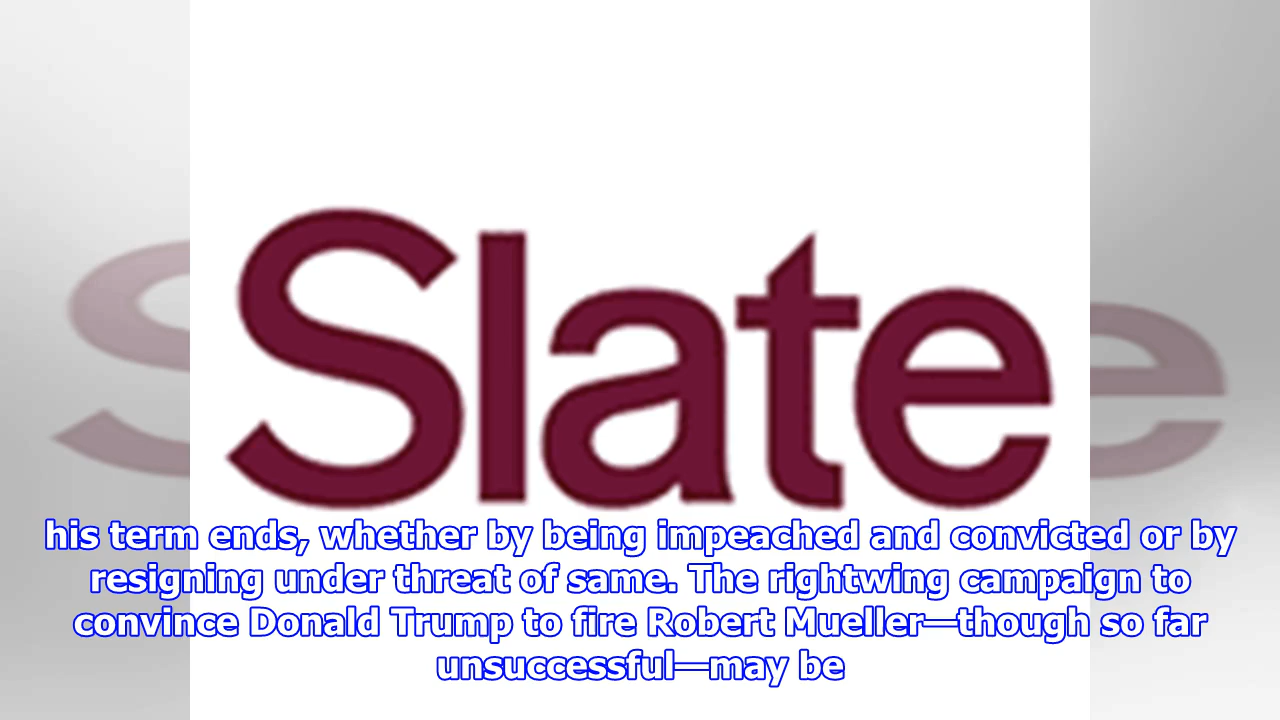 Slate
his term ends, whether by being impeached and convicted or by
resigning under threat of same. The rightwing campaign to
convince Donald Trump to fire Robert Mueller—though so far
unsuccessful—may be